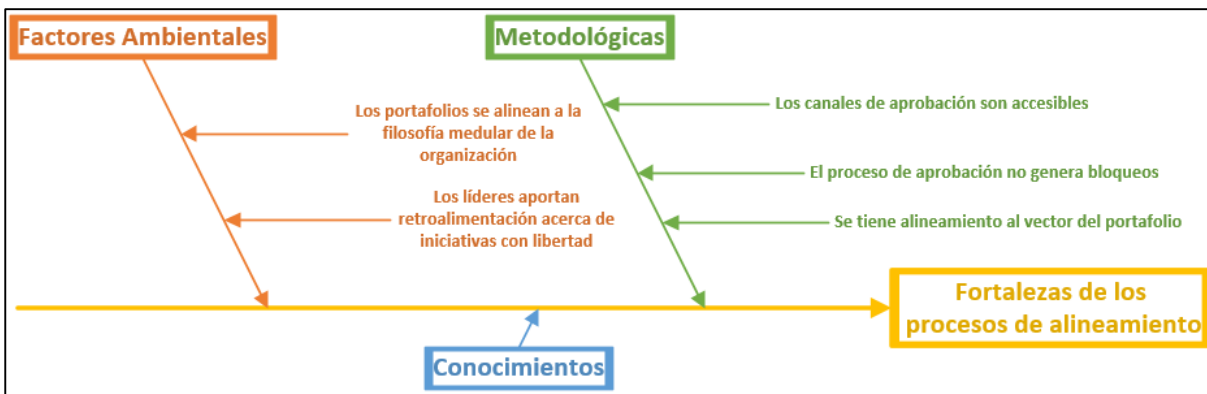 Factores Ambientales
Metodológicas
Los portafolios se alinean a la
filosofía medular de la
organización
Los líderes aportan
retroalimentación acerca de
iniciativas con libertad
Los canales de aprobación son accesibles
El proceso de aprobación no genera bloqueos
Se tiene alineamiento al vector del portafolio
Fortalezas de los
procesos de alineamiento
Conocimientos